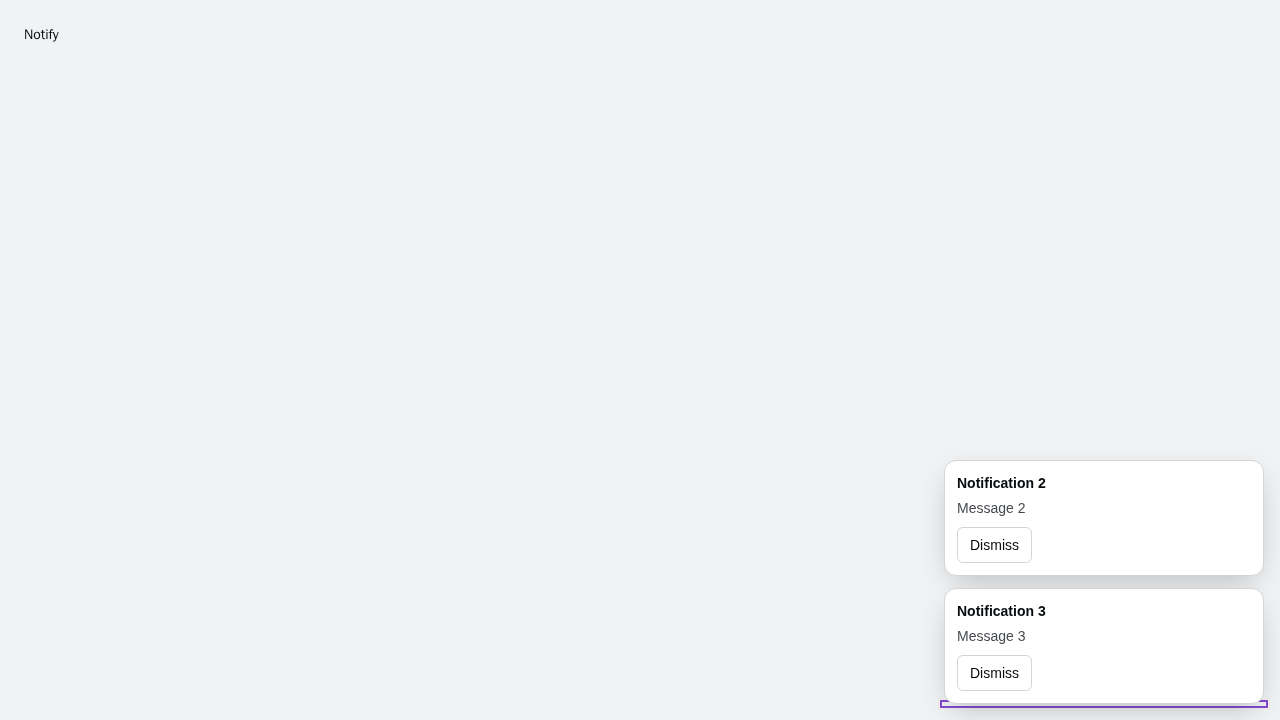 Notify
Notification 2
Message 2
Dismiss
Notification 3
Message 3
Dismiss